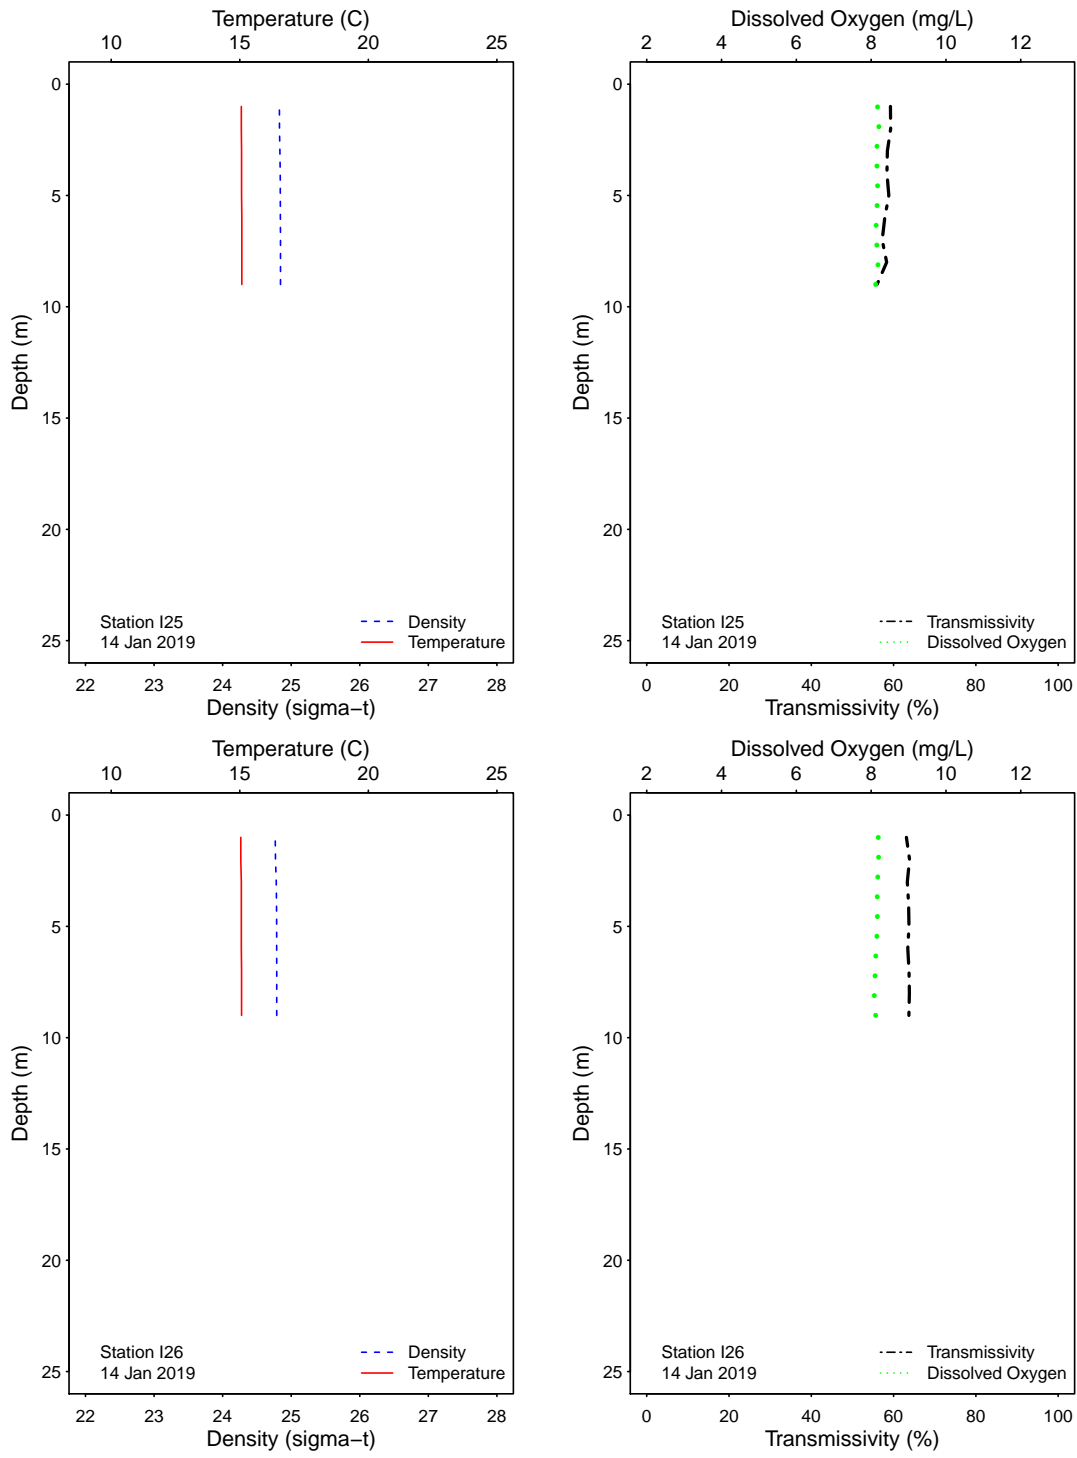 Temperature (C)
10 15 20 25
0
5
10
15
20
25
Depth (m)
Station I25
14 Jan 2019
Density
Temperature
22 23 24 25 26 27 28
Density (sigma−t)
Dissolved Oxygen (mg/L)
2 4 6 8 10 12
0
5
10
15
20
25
Depth (m)
Station I25
14 Jan 2019
Transmissivity
Dissolved Oxygen
0 20 40 60 80 100
Transmissivity (%)
Temperature (C)
10 15 20 25
0
5
10
15
20
25
Depth (m)
Station I26
14 Jan 2019
Density
Temperature
22 23 24 25 26 27 28
Density (sigma−t)
Dissolved Oxygen (mg/L)
2 4 6 8 10 12
0
5
10
15
20
25
Depth (m)
Station I26
14 Jan 2019
Transmissivity
Dissolved Oxygen
0 20 40 60 80 100
Transmissivity (%)